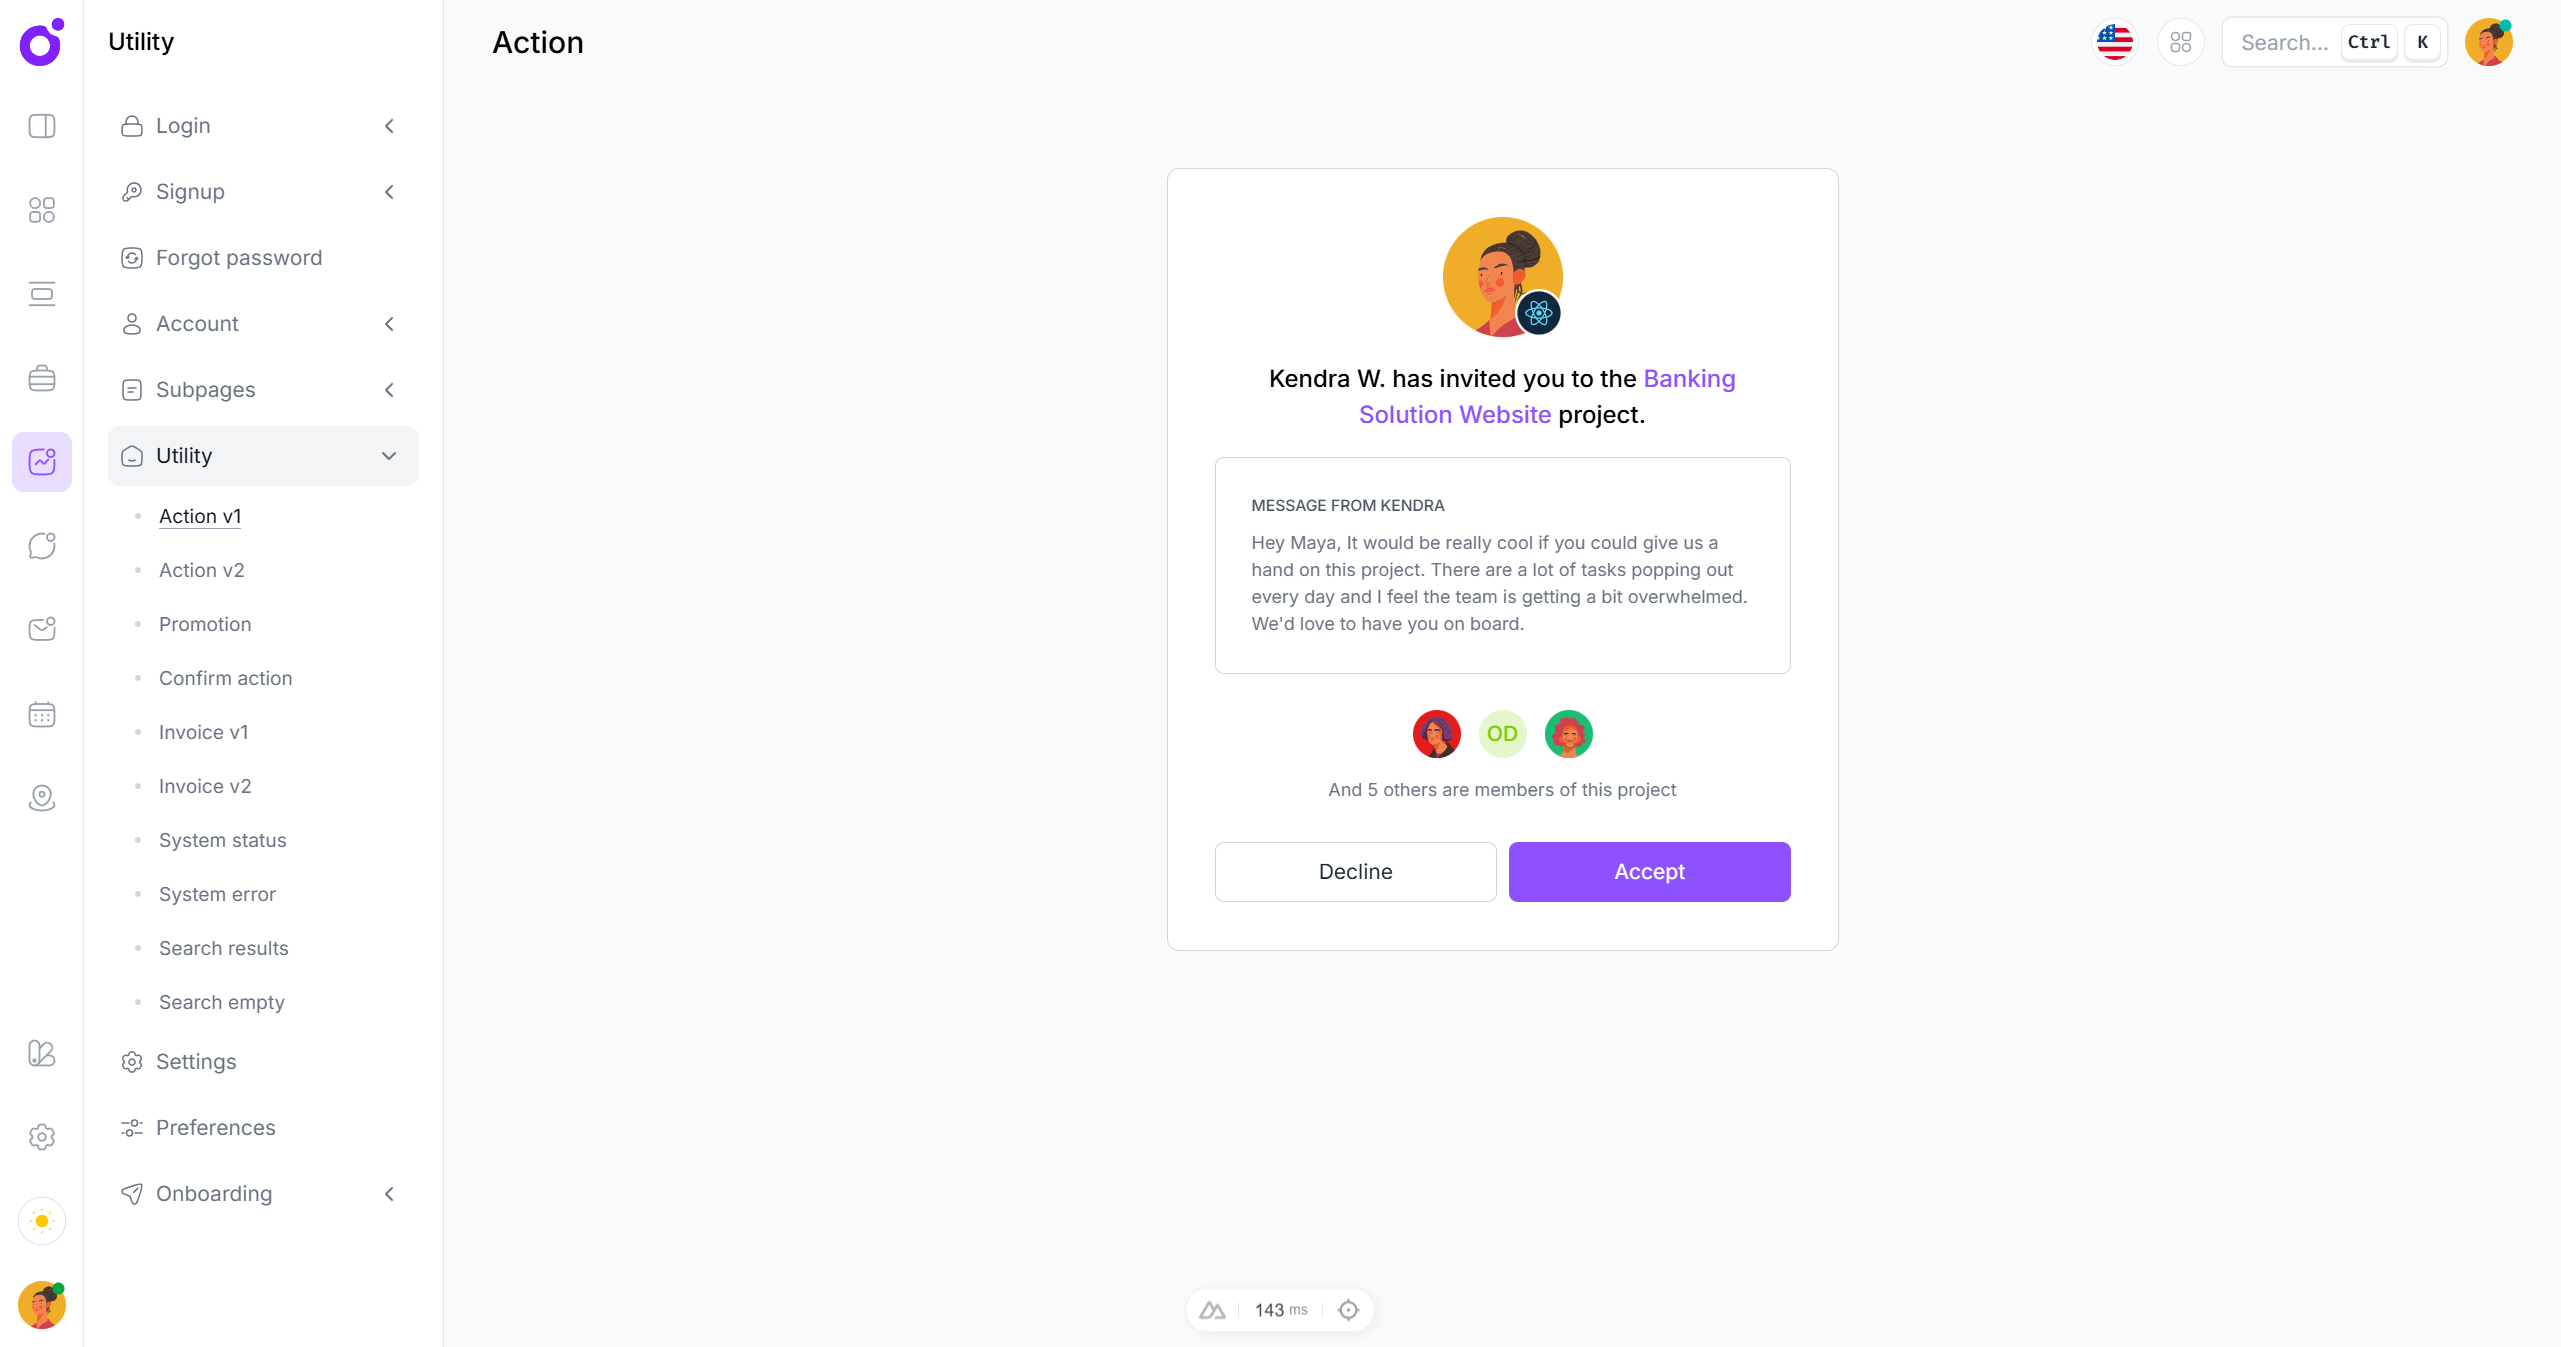 Utility
Login
Signup
Forgot password
Account
Subpages
Utility
Action v1
Action v2
Promotion
Confirm action
Invoice v1
Invoice v2
System status
System error
Search results
Search empty
Settings
Preferences
Onboarding
Action
Search... Ctrl K
Kendra W. has invited you to the Banking
Solution Website project.
MESSAGE FROM KENDRA
Hey Maya, It would be really cool if you could give us a
hand on this project. There are a lot of tasks popping out
every day and I feel the team is getting a bit overwhelmed.
We'd love to have you on board.
OD
And 5 others are members of this project
Decline
Accept
143 ms